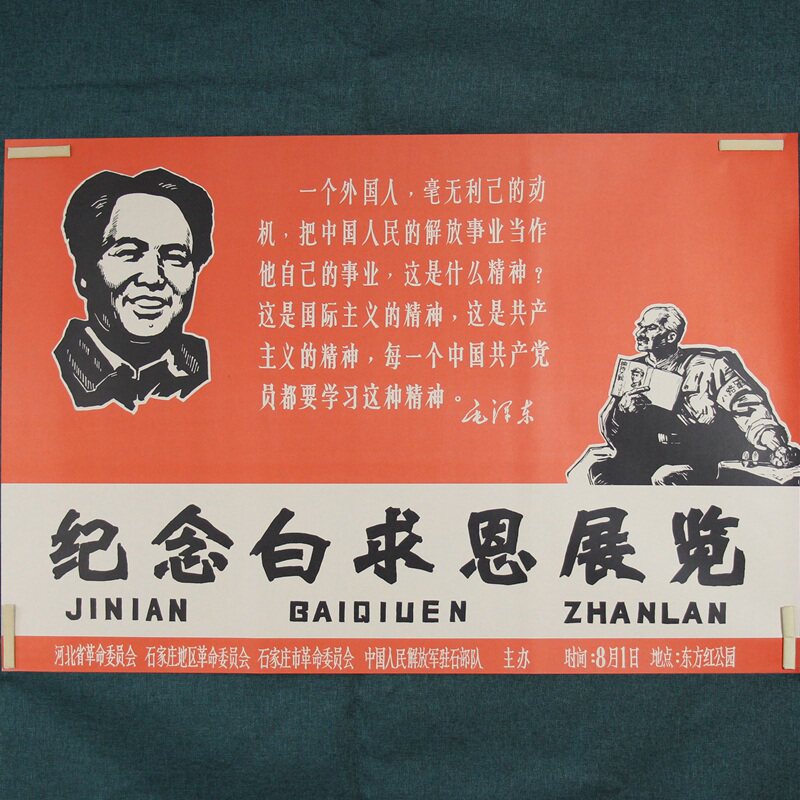 一个外国人，毫无利己的动
机，把中国人民的解放事业当作
他自己的事业，这是什么精神？
这是国际主义的精神，这是共产
主义的精神，每一个中国共产党
员都要学习这种精神。
毛泽东
纪念白求恩展览
JINIAN BAIQIUEN ZHANLAN
河北省革命委员会 石家庄地区革命委员会 石家庄市革命委员会 中国人民解放军驻石部队 主办 时间:8月1日 地点:东方红公园